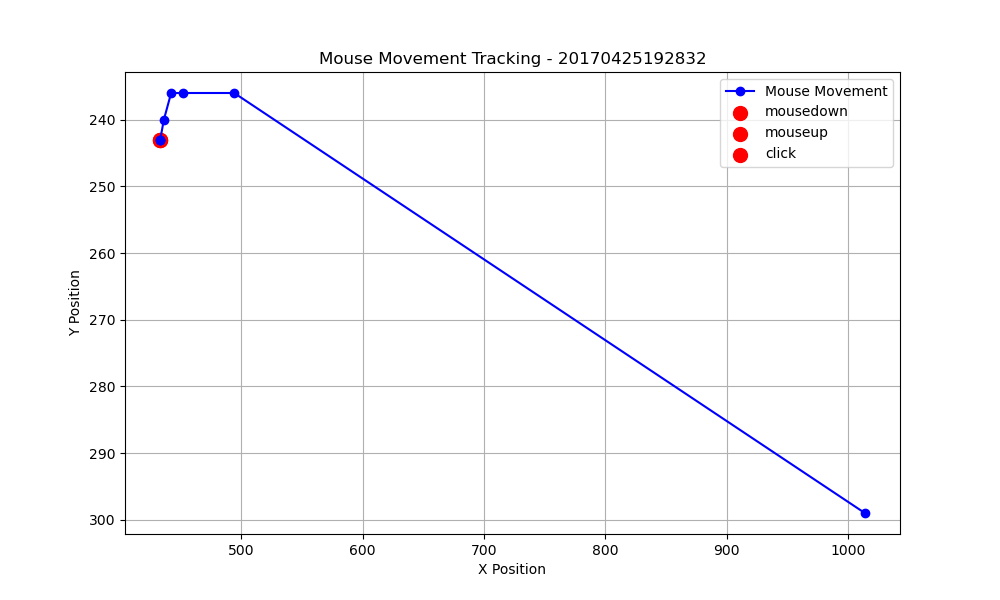 Mouse Movement Tracking - 20170425192832
Mouse Movement
mousedown
mouseup
click
240
250
260
270
280
290
300
Y Position
500
600
700
800
900
1000
X Position